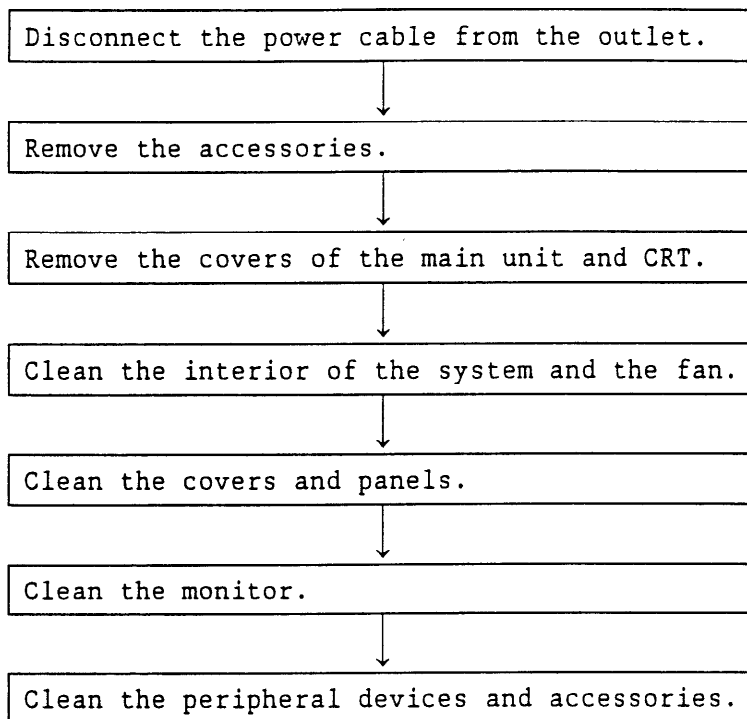 Disconnect the power cable from the outlet.
Remove the accessories.
Remove the covers of the main unit and CRT.
Clean the interior of the system and the fan.
Clean the covers and panels.
Clean the monitor.
Clean the peripheral devices and accessories.